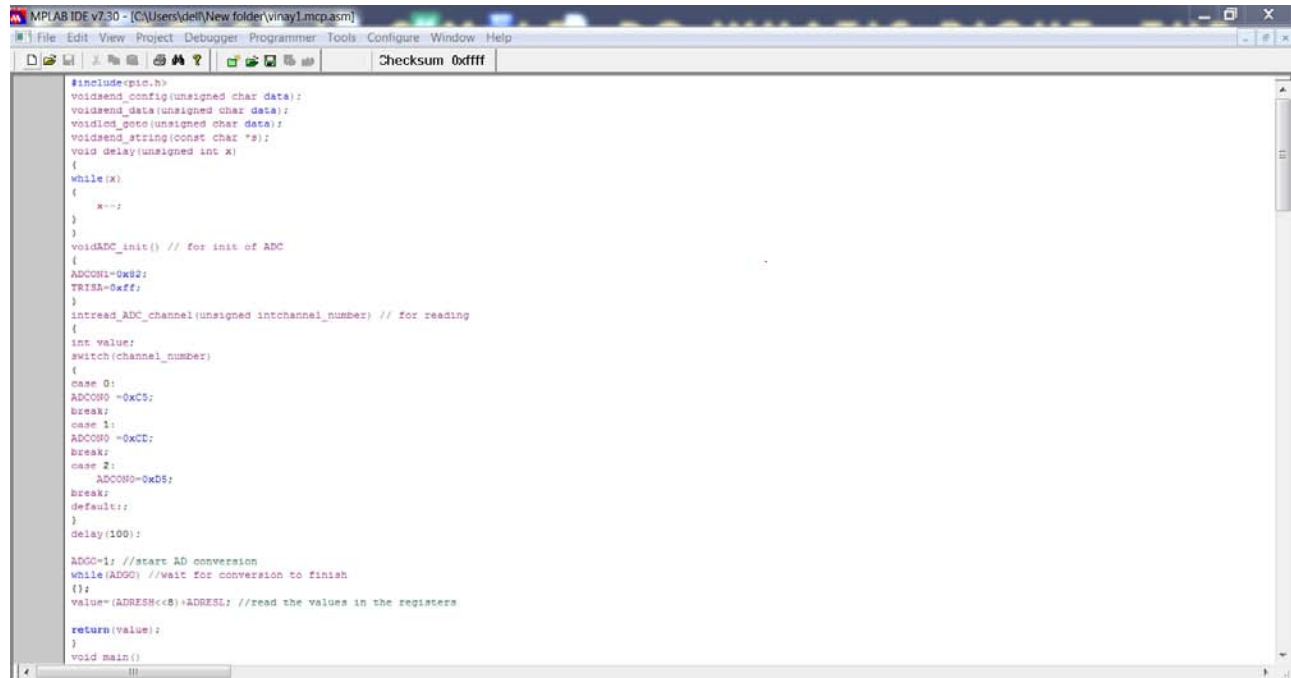 MPLAB IDE v7.30 - [C:\Users\dell\New folder\vinay1.mcp.asm]
File Edit View Project Debugger Programmer Tools Configure Window Help
Checksum 0xffff
#include<pic.h>
voidsend_config(unsigned char data);
voidsend_data(unsigned char data);
voidlcd_goto(unsigned char data);
voidsend_string(const char *s);
void delay(unsigned int x)
{
while(x)
{
x--;
}
}
voidADC_init() // for init of ADC
{
ADCON1=0x82;
TRISA=0xff;
}
intread_ADC_channel(unsigned intchannel_number) // for reading
{
int value;
switch(channel_number)
{
case 0:
ADCON0 =0xC5;
break;
case 1:
ADCON0 =0xCD;
break;
case 2:
ADCON0=0xD5;
break;
default:;
}
delay(100);
ADGO=1; //start AD conversion
while(ADGO) //wait for conversion to finish
{};
value=(ADRESH<<8)+ADRESL; //read the values in the registers
return(value);
}
void main()